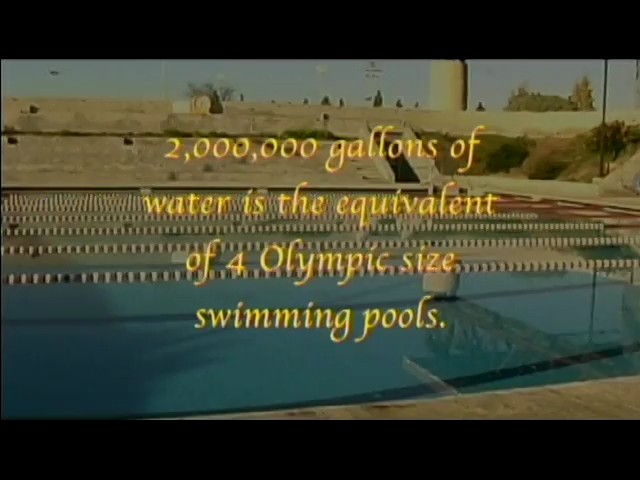 2,000,000 gallons of
water is the equivalent
of 4 Olympic size
swimming pools.